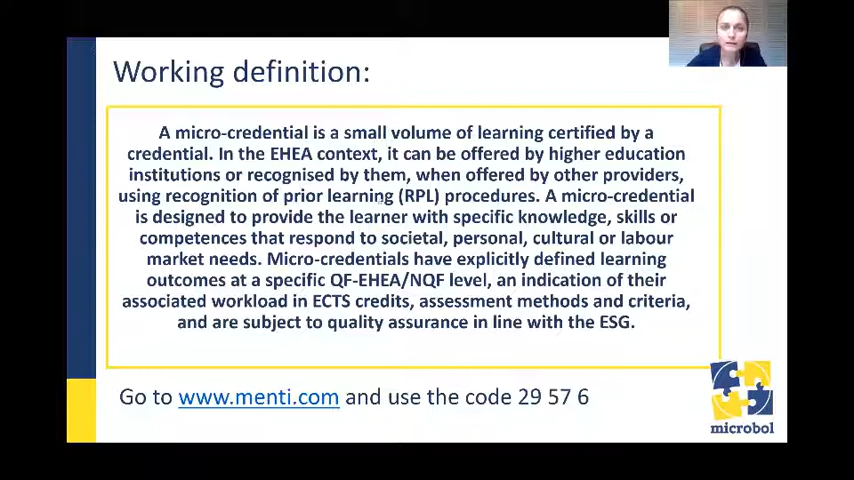 Working definition:
A micro-credential is a small volume of learning certified by a
credential. In the EHEA context, it can be offered by higher education
institutions or recognised by them, when offered by other providers,
using recognition of prior learning (RPL) procedures. A micro-credential
is designed to provide the learner with specific knowledge, skills or
competences that respond to societal, personal, cultural or labour
market needs. Micro-credentials have explicitly defined learning
outcomes at a specific QF-EHEA/NQF level, an indication of their
associated workload in ECTS credits, assessment methods and criteria,
and are subject to quality assurance in line with the ESG.
Go to www.menti.com and use the code 29 57 6
microbol